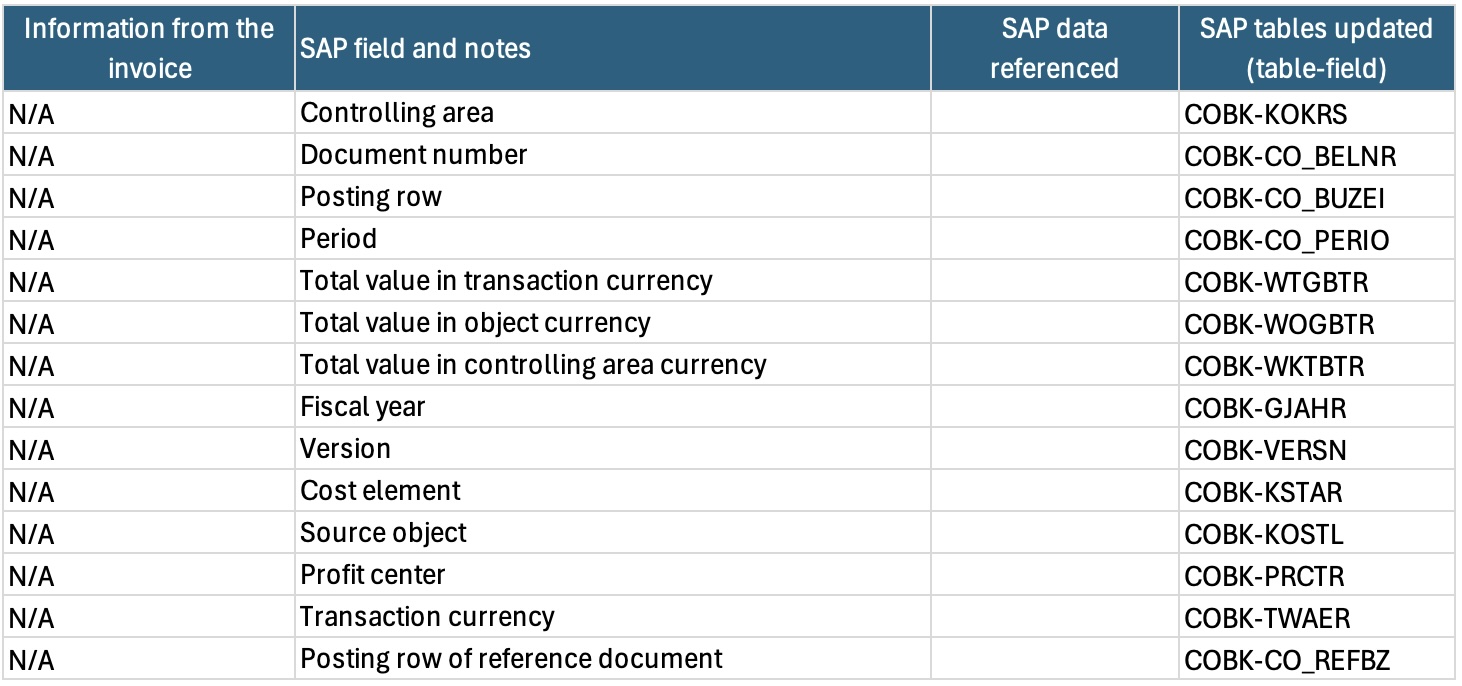 Information from the invoice | SAP field and notes | SAP data referenced | SAP tables updated (table-field)
N/A | Controlling area | | COBK-KOKRS
N/A | Document number | | COBK-CO_BELNR
N/A | Posting row | | COBK-CO_BUZEI
N/A | Period | | COBK-CO_PERIO
N/A | Total value in transaction currency | | COBK-WTGBTR
N/A | Total value in object currency | | COBK-WOGBTR
N/A | Total value in controlling area currency | | COBK-WKTBTR
N/A | Fiscal year | | COBK-GJAHR
N/A | Version | | COBK-VERSN
N/A | Cost element | | COBK-KSTAR
N/A | Source object | | COBK-KOSTL
N/A | Profit center | | COBK-PRCTR
N/A | Transaction currency | | COBK-TWAER
N/A | Posting row of reference document | | COBK-CO_REFBZ